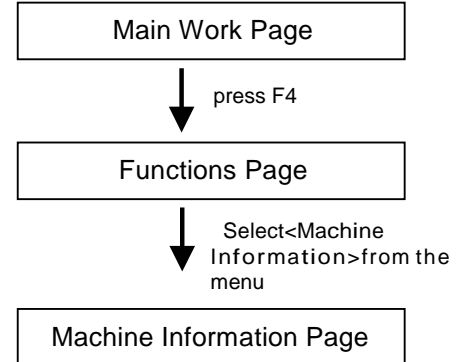 Main Work Page
press F4
Functions Page
Select<Machine
Information>from the
menu
Machine Information Page